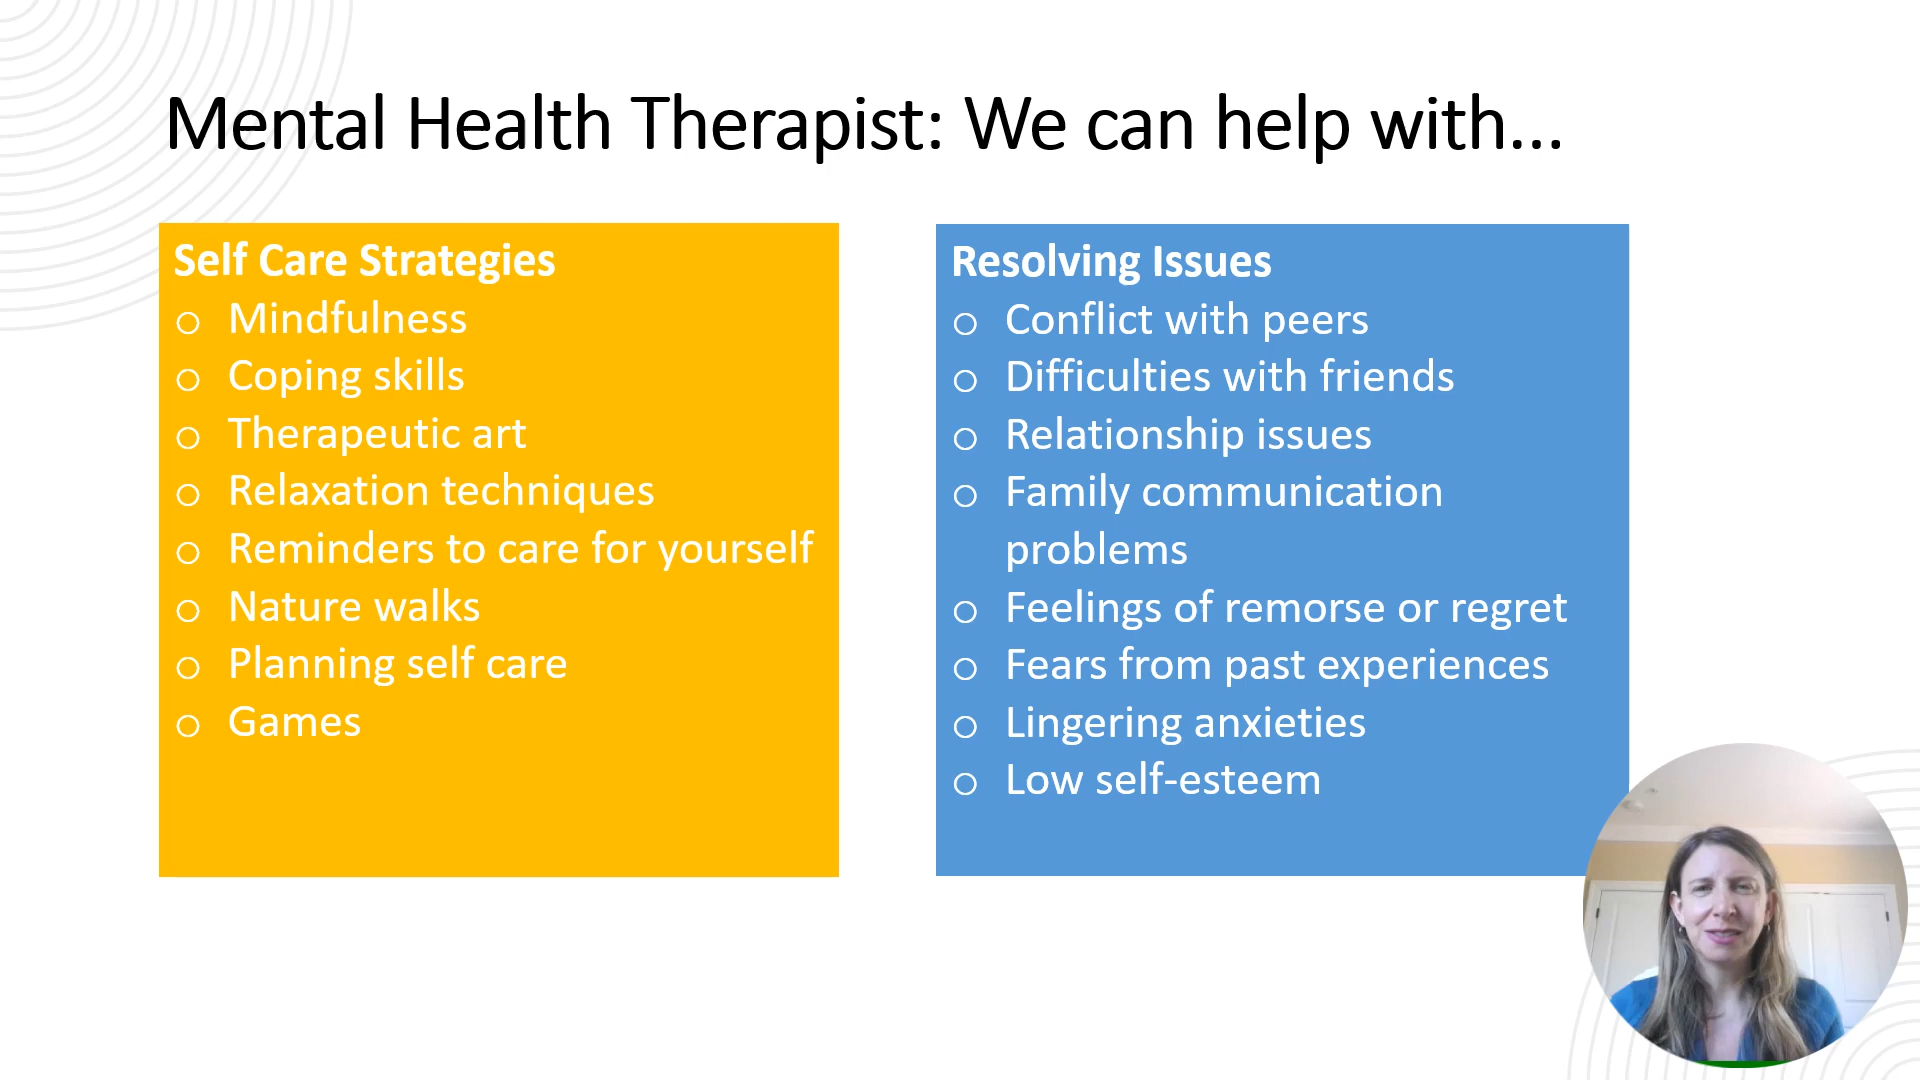 Mental Health Therapist: We can help with...
Self Care Strategies
o Mindfulness
o Coping skills
o Therapeutic art
o Relaxation techniques
o Reminders to care for yourself
o Nature walks
o Planning self care
o Games
Resolving Issues
o Conflict with peers
o Difficulties with friends
o Relationship issues
o Family communication
problems
o Feelings of remorse or regret
o Fears from past experiences
o Lingering anxieties
o Low self-esteem